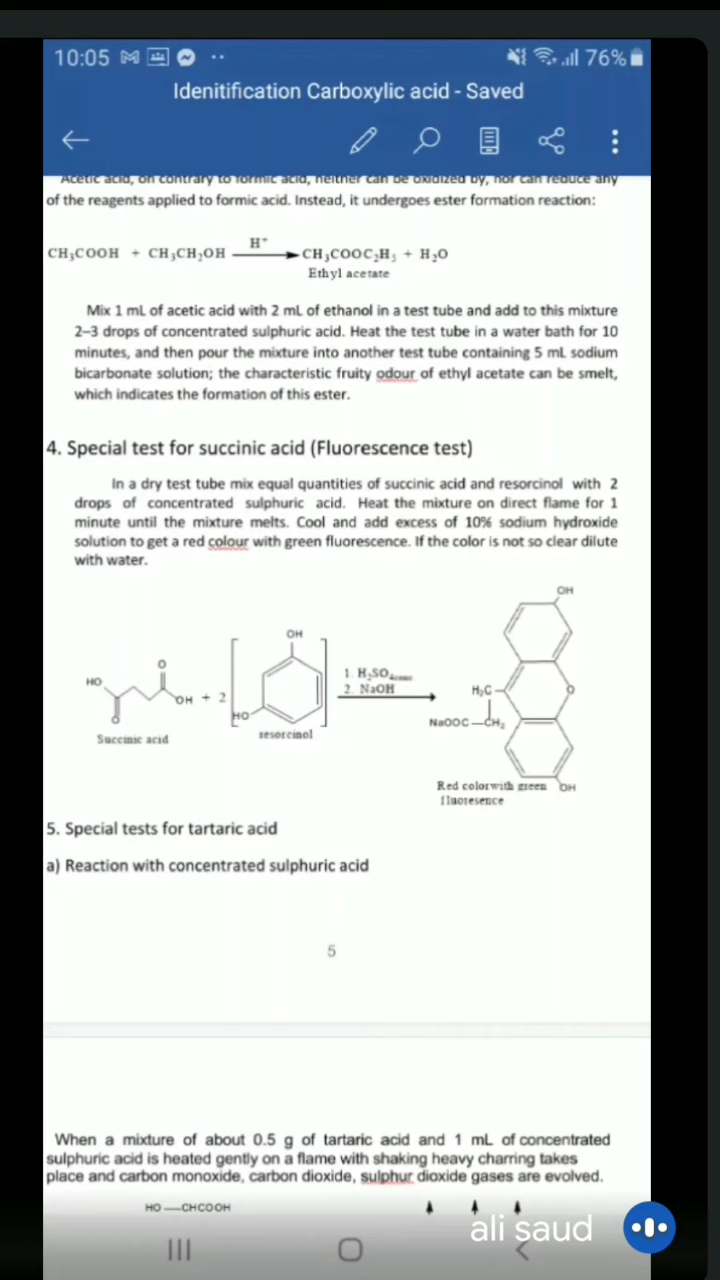 10:05
76%
Idenitification Carboxylic acid - Saved
Acetic acid, on contrary to formic acid, neither can be oxidized by, nor can reduce any
of the reagents applied to formic acid. Instead, it undergoes ester formation reaction:
CH₃COOH + CH₃CH₂OH H⁺ CH₃COOC₂H₅ + H₂O
Ethyl acetate
Mix 1 mL of acetic acid with 2 mL of ethanol in a test tube and add to this mixture
2–3 drops of concentrated sulphuric acid. Heat the test tube in a water bath for 10
minutes, and then pour the mixture into another test tube containing 5 mL sodium
bicarbonate solution; the characteristic fruity odour of ethyl acetate can be smelt,
which indicates the formation of this ester.
4. Special test for succinic acid (Fluorescence test)
In a dry test tube mix equal quantities of succinic acid and resorcinol with 2
drops of concentrated sulphuric acid. Heat the mixture on direct flame for 1
minute until the mixture melts. Cool and add excess of 10% sodium hydroxide
solution to get a red colour with green fluorescence. If the color is not so clear dilute
with water.
OH
OH
O
HO
OH + 2
O
HO
1. H₂SO₄
2. NaOH
H₂C
O
NaOOC—CH₂
Succinic acid
resorcinol
OH
Red colorwith green
fluoresence
5. Special tests for tartaric acid
a) Reaction with concentrated sulphuric acid
5
When a mixture of about 0.5 g of tartaric acid and 1 mL of concentrated
sulphuric acid is heated gently on a flame with shaking heavy charring takes
place and carbon monoxide, carbon dioxide, sulphur dioxide gases are evolved.
HO—CHCOOH
ali saud